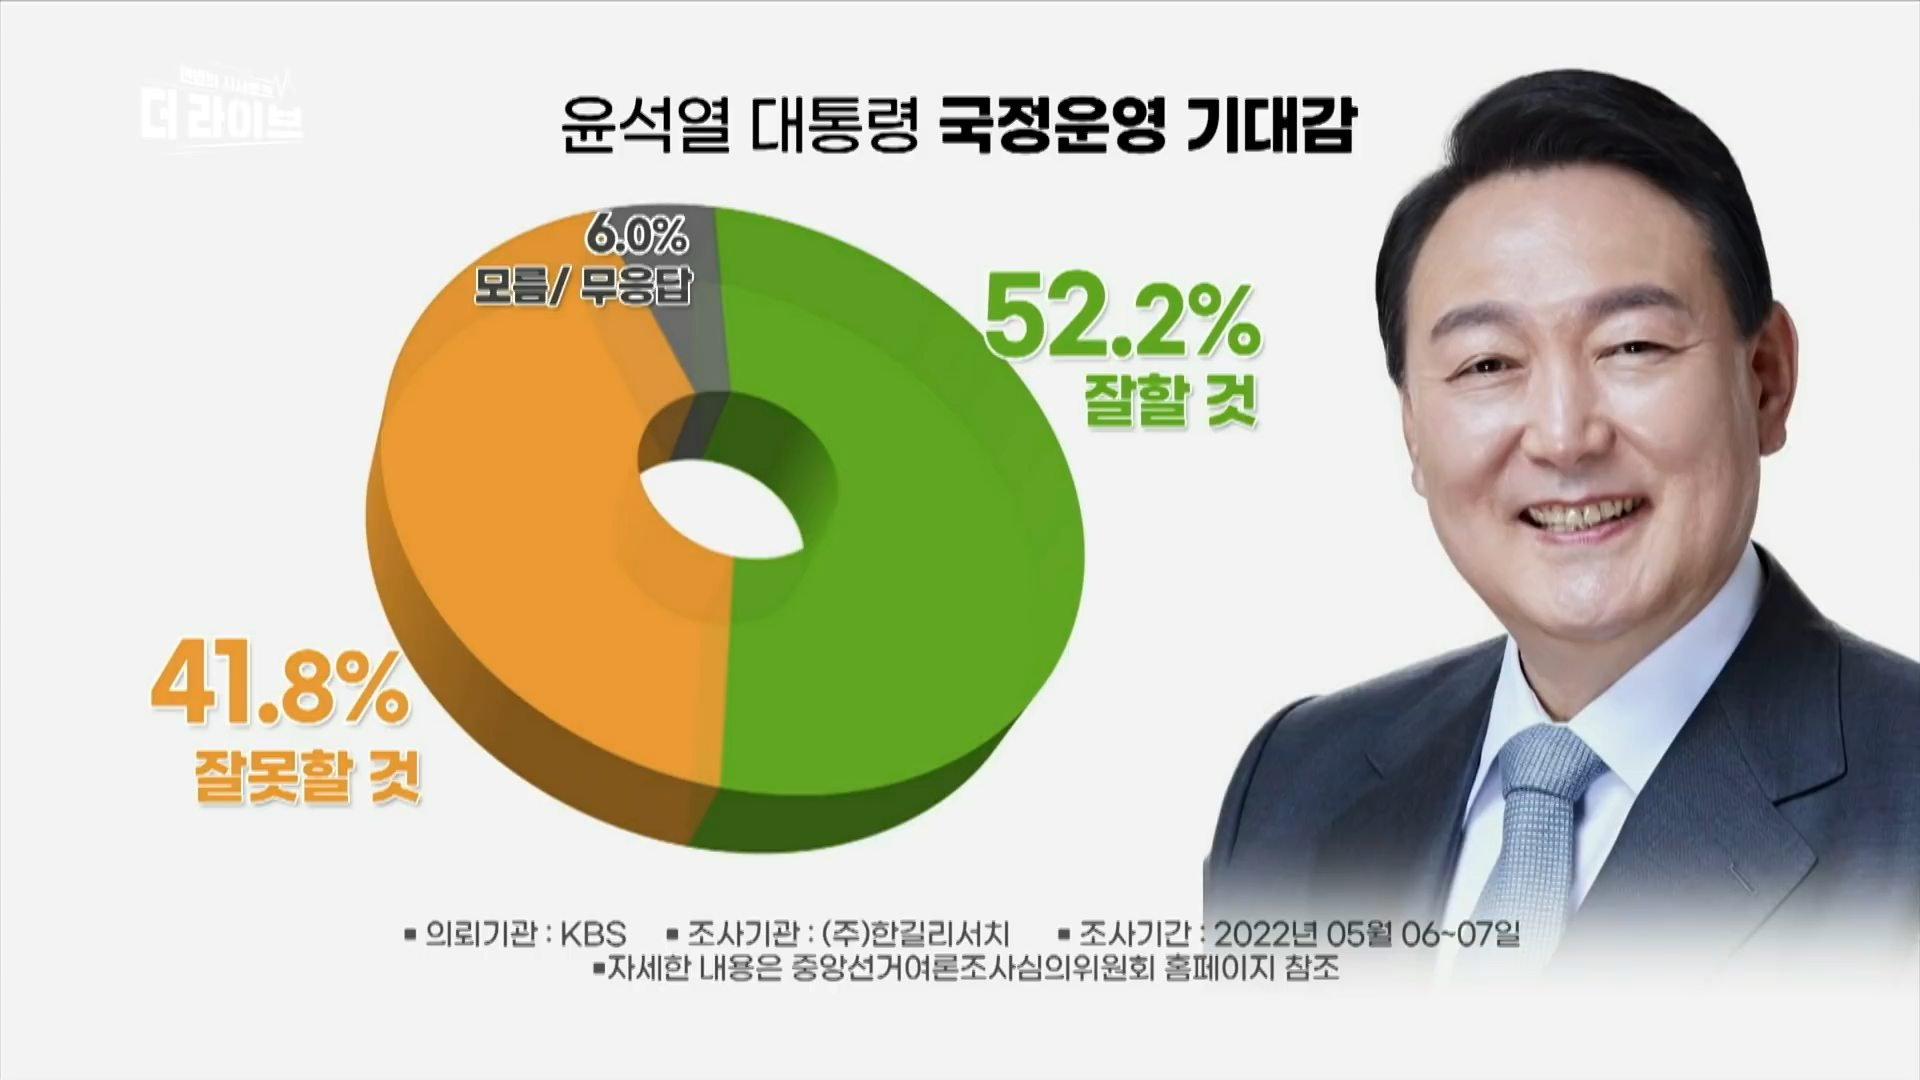 더 라이브
윤석열 대통령 국정운영 기대감
6.0%
모름/ 무응답
52.2%
잘할 것
41.8%
잘못할 것
▪ 의뢰기관 : KBS ▪ 조사기관 : (주)한길리서치 ▪ 조사기간 : 2022년 05월 06~07일
▪자세한 내용은 중앙선거여론조사심의위원회 홈페이지 참조